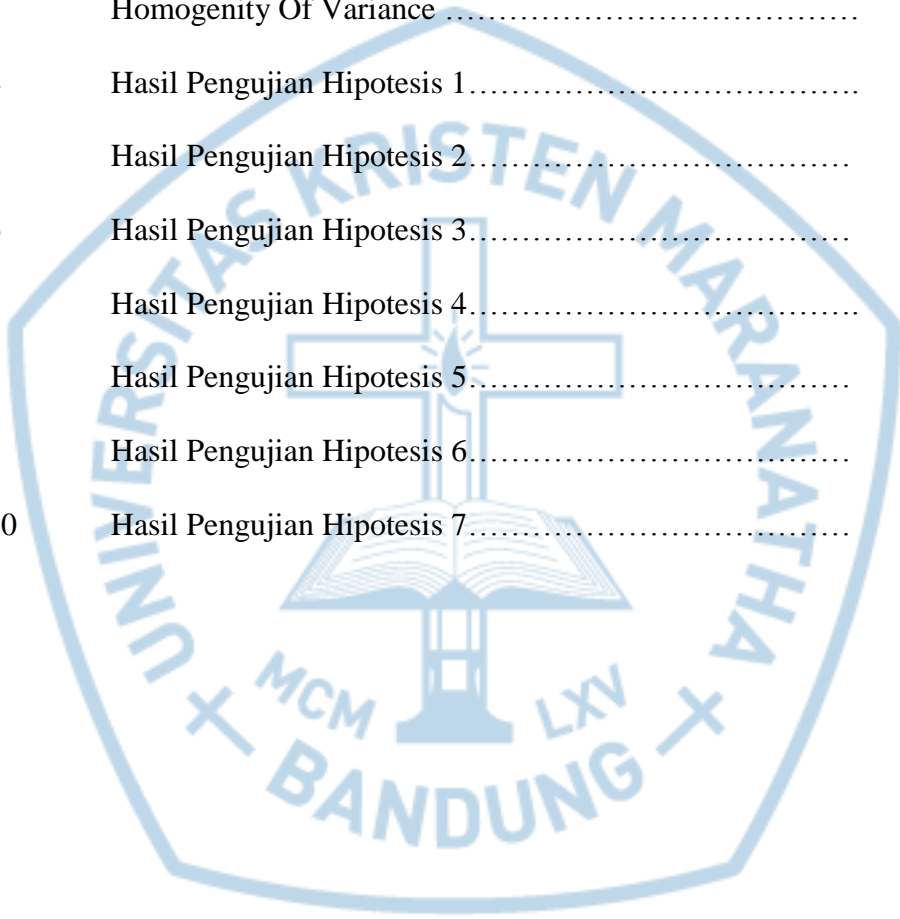 Homogenity Of Variance ………………………………
Hasil Pengujian Hipotesis 1……………………………….
Hasil Pengujian Hipotesis 2………………………………
Hasil Pengujian Hipotesis 3………………………………
Hasil Pengujian Hipotesis 4……………………………….
Hasil Pengujian Hipotesis 5………………………………
Hasil Pengujian Hipotesis 6………………………………
0 Hasil Pengujian Hipotesis 7………………………………
UNIVERSITAS KRISTEN MARANATHA
MCM LXV
BANDUNG